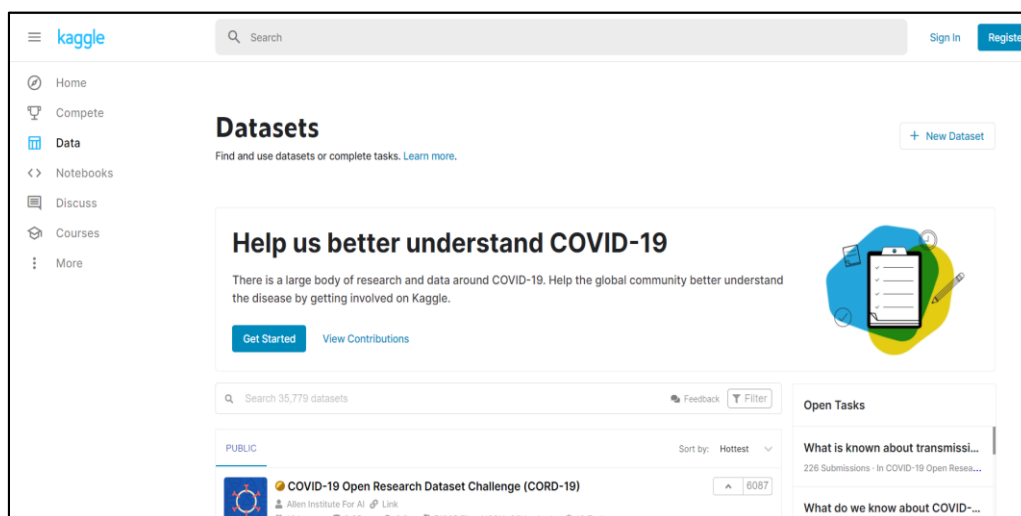 kaggle
Search
Sign In
Registe
Home
Compete
Data
Notebooks
Discuss
Courses
More
Datasets
+ New Dataset
Find and use datasets or complete tasks. Learn more.
Help us better understand COVID-19
There is a large body of research and data around COVID-19. Help the global community better understand
the disease by getting involved on Kaggle.
Get Started
View Contributions
Search 35,779 datasets
Feedback
Filter
PUBLIC
Sort by: Hottest
COVID-19 Open Research Dataset Challenge (CORD-19)
6087
Allen Institute For AI
Link
Open Tasks
What is known about transmissi...
226 Submissions · In COVID-19 Open Resea...
What do we know about COVID-...